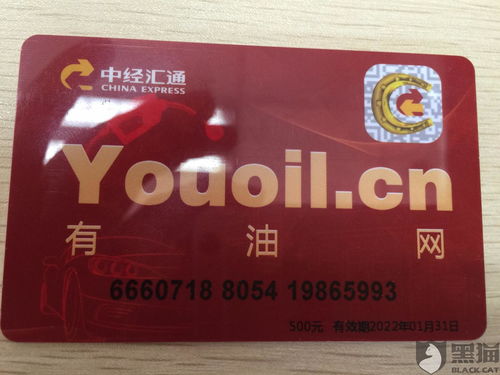 中经汇通
CHINA EXPRESS
Youoil.cn
有油网
6660718 8054 19865993
500元 有效期2022年01月31日
黑猫
BLACK CAT